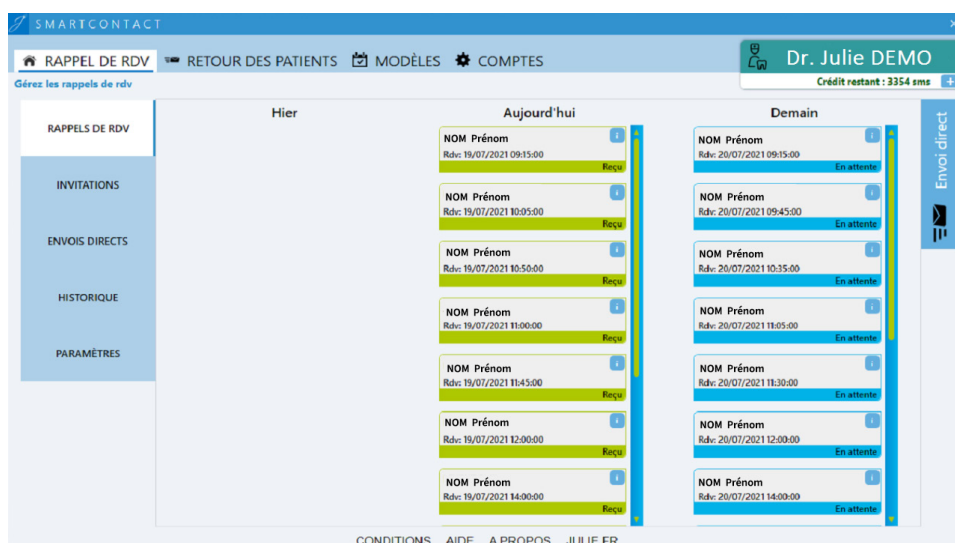 SMARTCONTACT
RAPPEL DE RDV
RETOUR DES PATIENTS
MODÈLES
COMPTES
Dr. Julie DEMO
Gérez les rappels de rdv
Crédit restant : 3354 sms
RAPPELS DE RDV
INVITATIONS
ENVOIS DIRECTS
HISTORIQUE
PARAMÈTRES
Hier
Aujourd'hui
NOM Prénom
Rdv: 19/07/2021 09:15:00
Reçu
NOM Prénom
Rdv: 19/07/2021 10:05:00
Reçu
NOM Prénom
Rdv: 19/07/2021 10:50:00
Reçu
NOM Prénom
Rdv: 19/07/2021 11:00:00
Reçu
NOM Prénom
Rdv: 19/07/2021 11:45:00
Reçu
NOM Prénom
Rdv: 19/07/2021 12:00:00
Reçu
NOM Prénom
Rdv: 19/07/2021 14:00:00
Reçu
Demain
NOM Prénom
Rdv: 20/07/2021 09:15:00
En attente
NOM Prénom
Rdv: 20/07/2021 09:45:00
En attente
NOM Prénom
Rdv: 20/07/2021 10:35:00
En attente
NOM Prénom
Rdv: 20/07/2021 11:05:00
En attente
NOM Prénom
Rdv: 20/07/2021 11:30:00
En attente
NOM Prénom
Rdv: 20/07/2021 12:00:00
En attente
NOM Prénom
Rdv: 20/07/2021 14:00:00
En attente
Envoi direct
CONDITIONS AIDE A PROPOS JULIE.FR